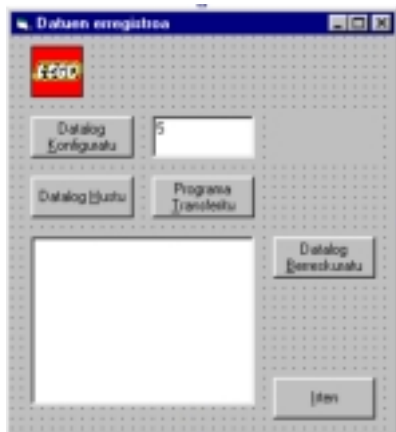 Datuen erregistroa
LEGO
Datalog
Konfiguratu
5
Datalog Hustu
Programa
Transferitu
Datalog
Berreskuratu
Irten